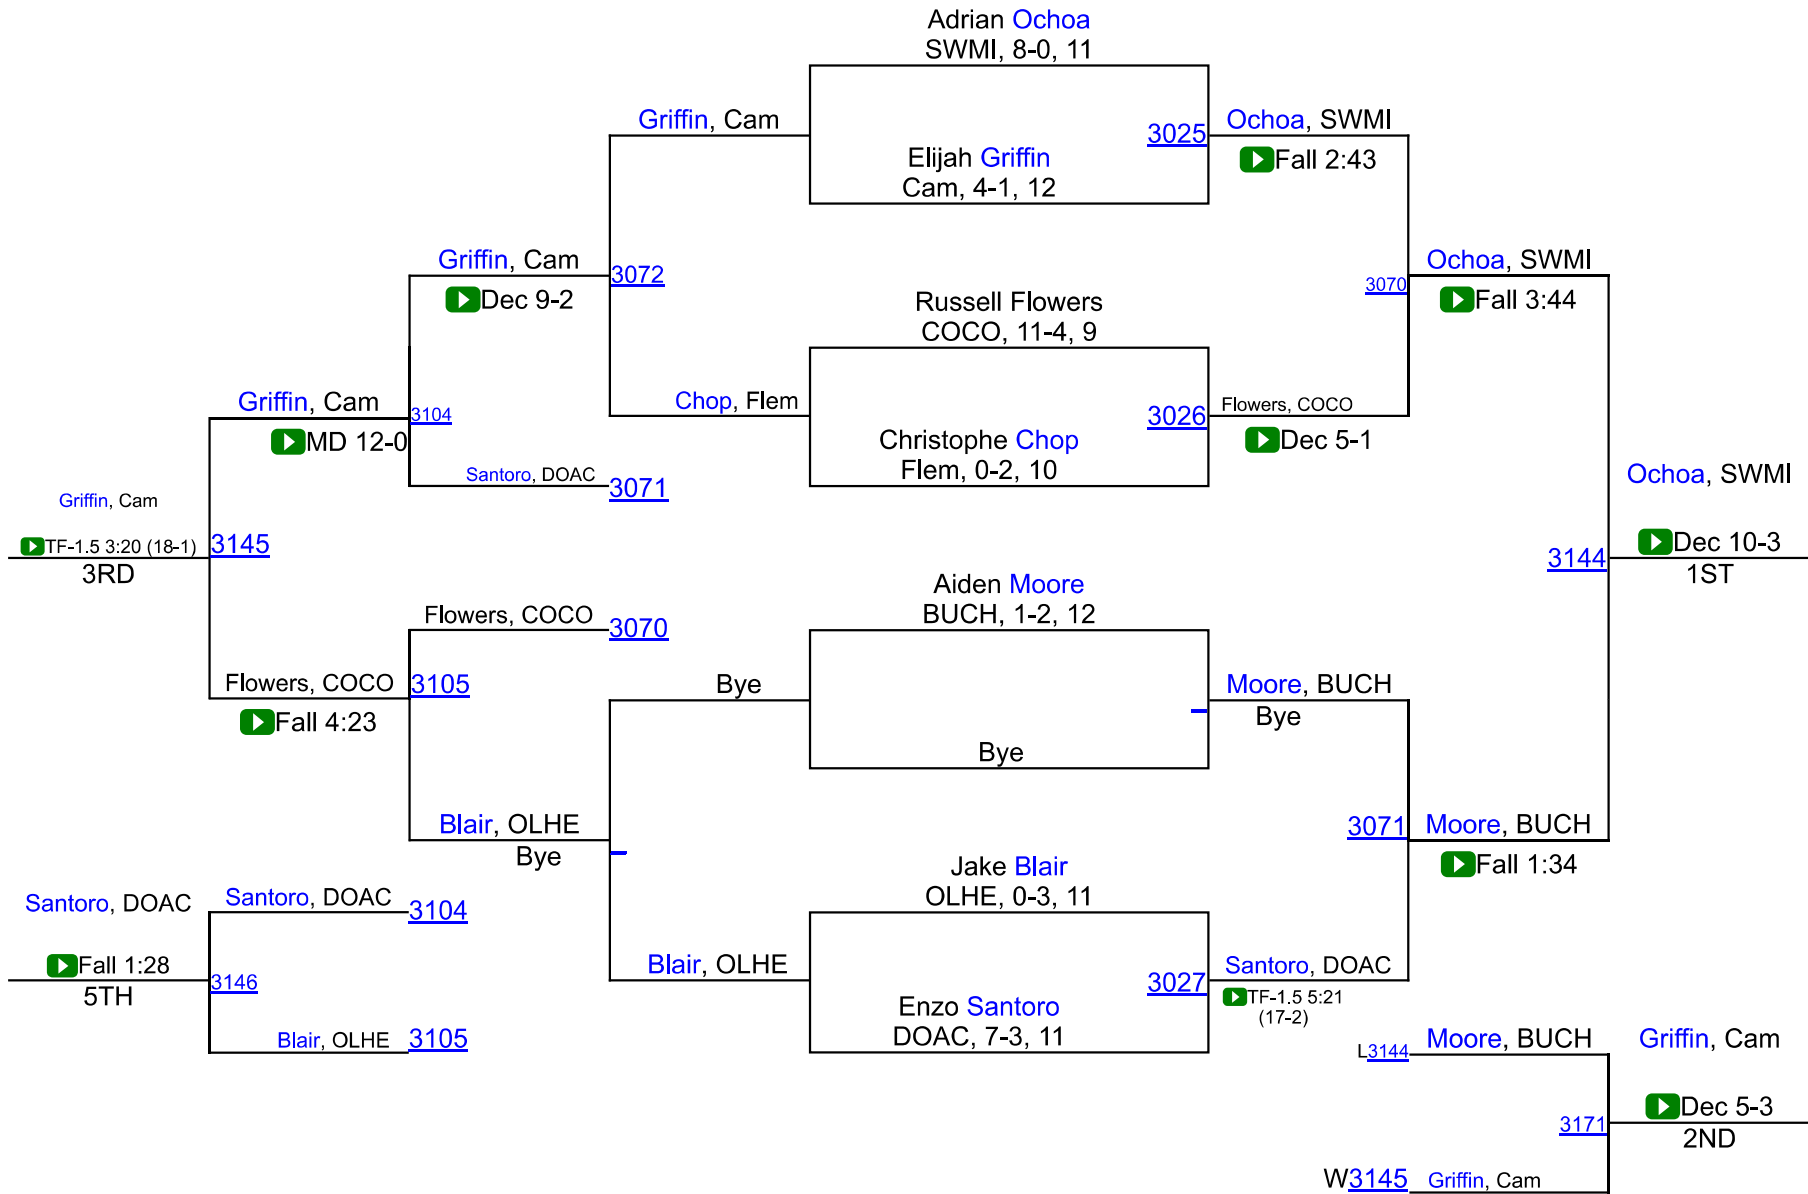 Adrian Ochoa
SWMI, 8-0, 11
Griffin, Cam
3025
Ochoa, SWMI
Fall 2:43
Elijah Griffin
Cam, 4-1, 12
Griffin, Cam
3072
Dec 9-2
Ochoa, SWMI
3070
Fall 3:44
Russell Flowers
COCO, 11-4, 9
Griffin, Cam
3104
MD 12-0
Chop, Flem
3026
Flowers, COCO
Dec 5-1
Christophe Chop
Flem, 0-2, 10
Santoro, DOAC
3071
Ochoa, SWMI
Dec 10-3
3144
1ST
Griffin, Cam
TF-1.5 3:20 (18-1)
3145
3RD
Aiden Moore
BUCH, 1-2, 12
Flowers, COCO
3070
Flowers, COCO
3105
Fall 4:23
Bye
Moore, BUCH
Bye
Bye
Blair, OLHE
Bye
3071
Moore, BUCH
Fall 1:34
Jake Blair
OLHE, 0-3, 11
Santoro, DOAC
Santoro, DOAC
3104
Fall 1:28
3146
5TH
Blair, OLHE
3105
Blair, OLHE
3027
Santoro, DOAC
TF-1.5 5:21
(17-2)
Enzo Santoro
DOAC, 7-3, 11
L3144
Moore, BUCH
Griffin, Cam
Dec 5-3
3171
2ND
W3145
Griffin, Cam